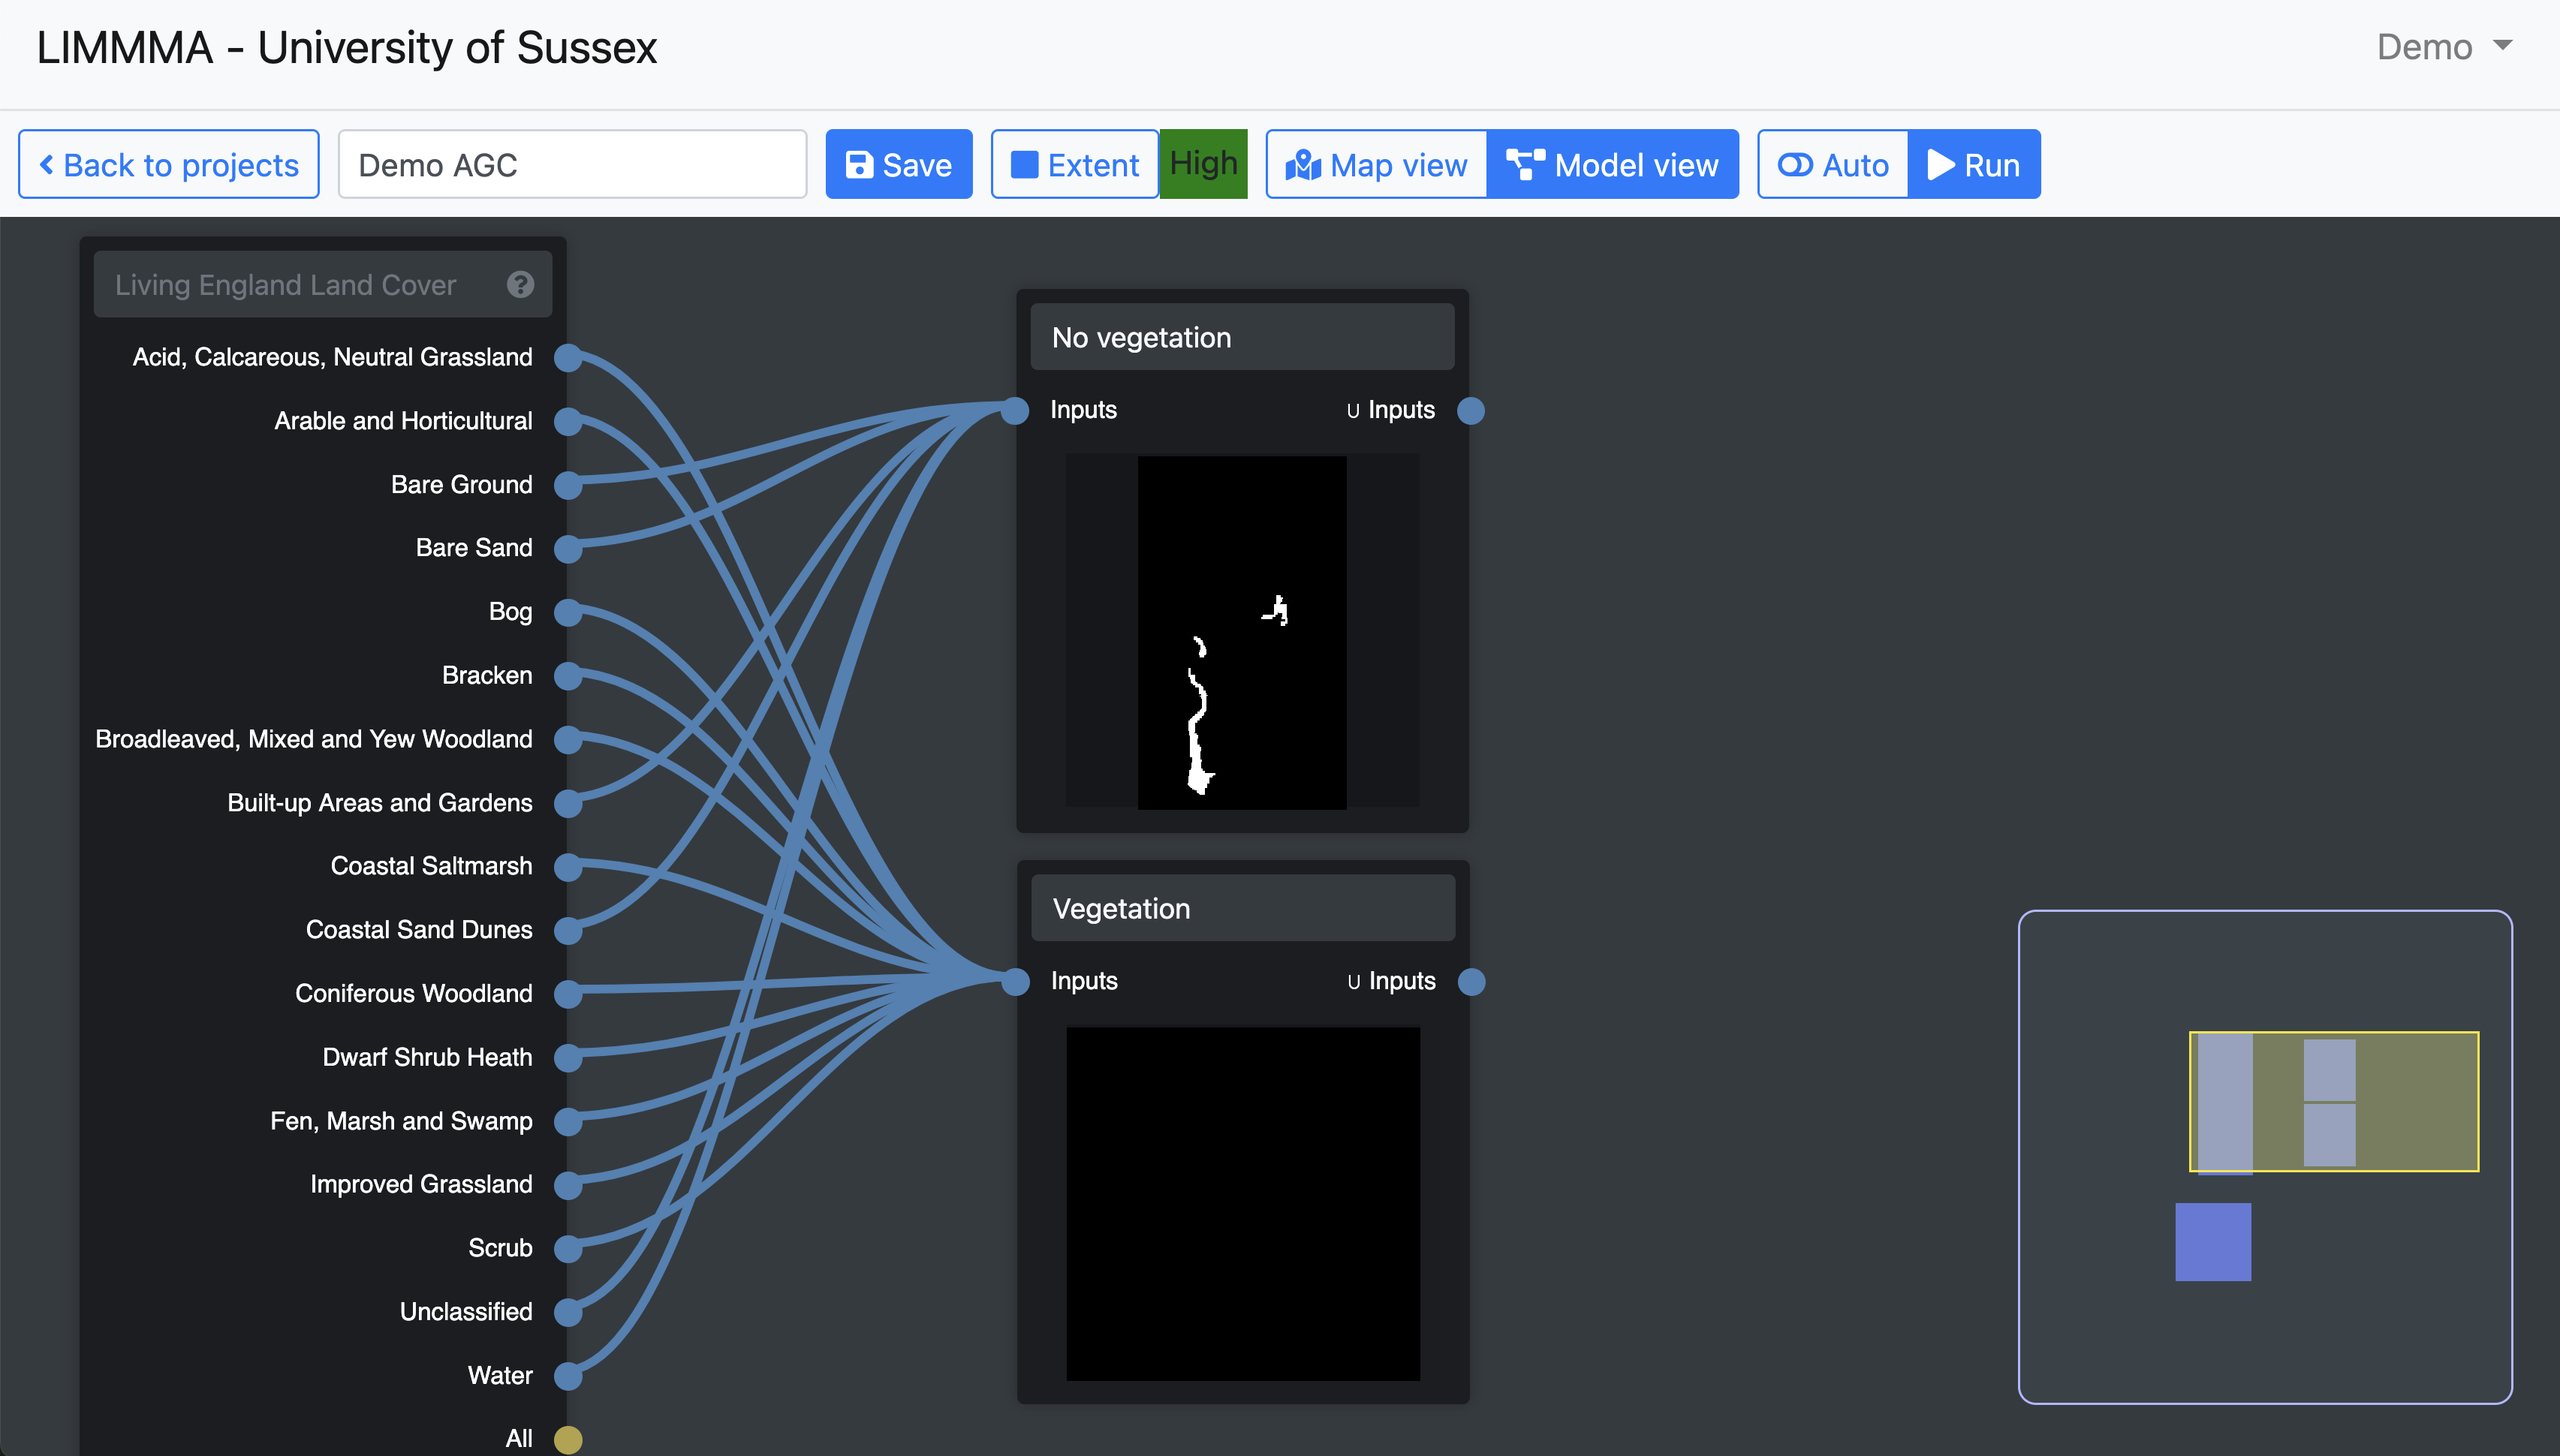 LIMMMA - University of Sussex
Demo
Back to projects
Demo AGC
Save
Extent
High
Map view
Model view
Auto
Run
Living England Land Cover
?
Acid, Calcareous, Neutral Grassland
Arable and Horticultural
Bare Ground
Bare Sand
Bog
Bracken
Broadleaved, Mixed and Yew Woodland
Built-up Areas and Gardens
Coastal Saltmarsh
Coastal Sand Dunes
Coniferous Woodland
Dwarf Shrub Heath
Fen, Marsh and Swamp
Improved Grassland
Scrub
Unclassified
Water
All
No vegetation
Inputs
∪ Inputs
Vegetation
Inputs
∪ Inputs